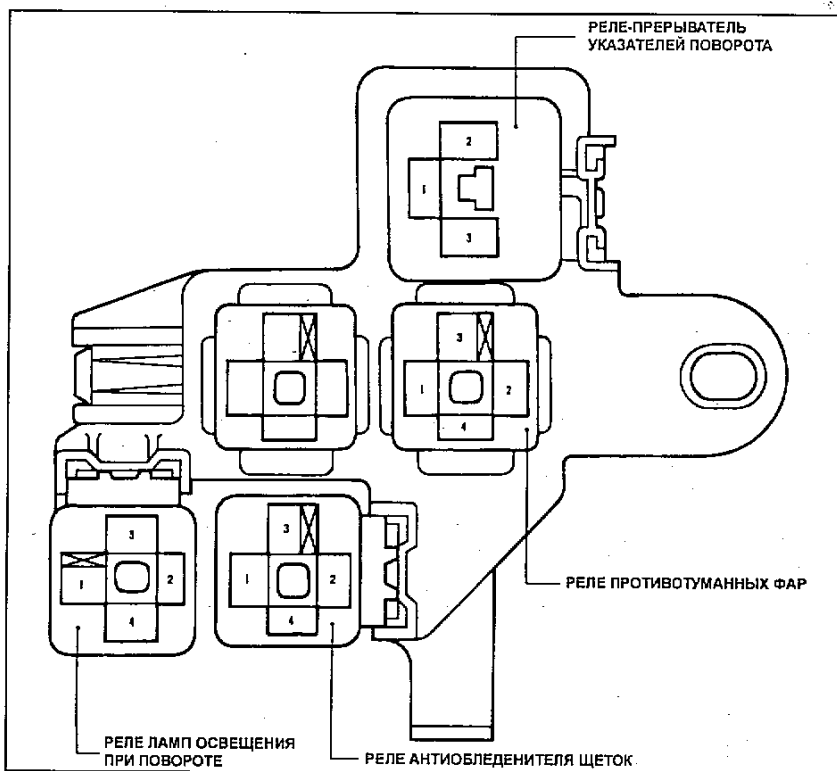 РЕЛЕ-ПРЕРЫВАТЕЛЬ
УКАЗАТЕЛЕЙ ПОВОРОТА
2
1
3
3
1
2
4
3
1
2
4
3
1
2
4
РЕЛЕ ПРОТИВОТУМАННЫХ ФАР
РЕЛЕ ЛАМП ОСВЕЩЕНИЯ
ПРИ ПОВОРОТЕ
РЕЛЕ АНТИОБЛЕДЕНИТЕЛЯ ЩЕТОК